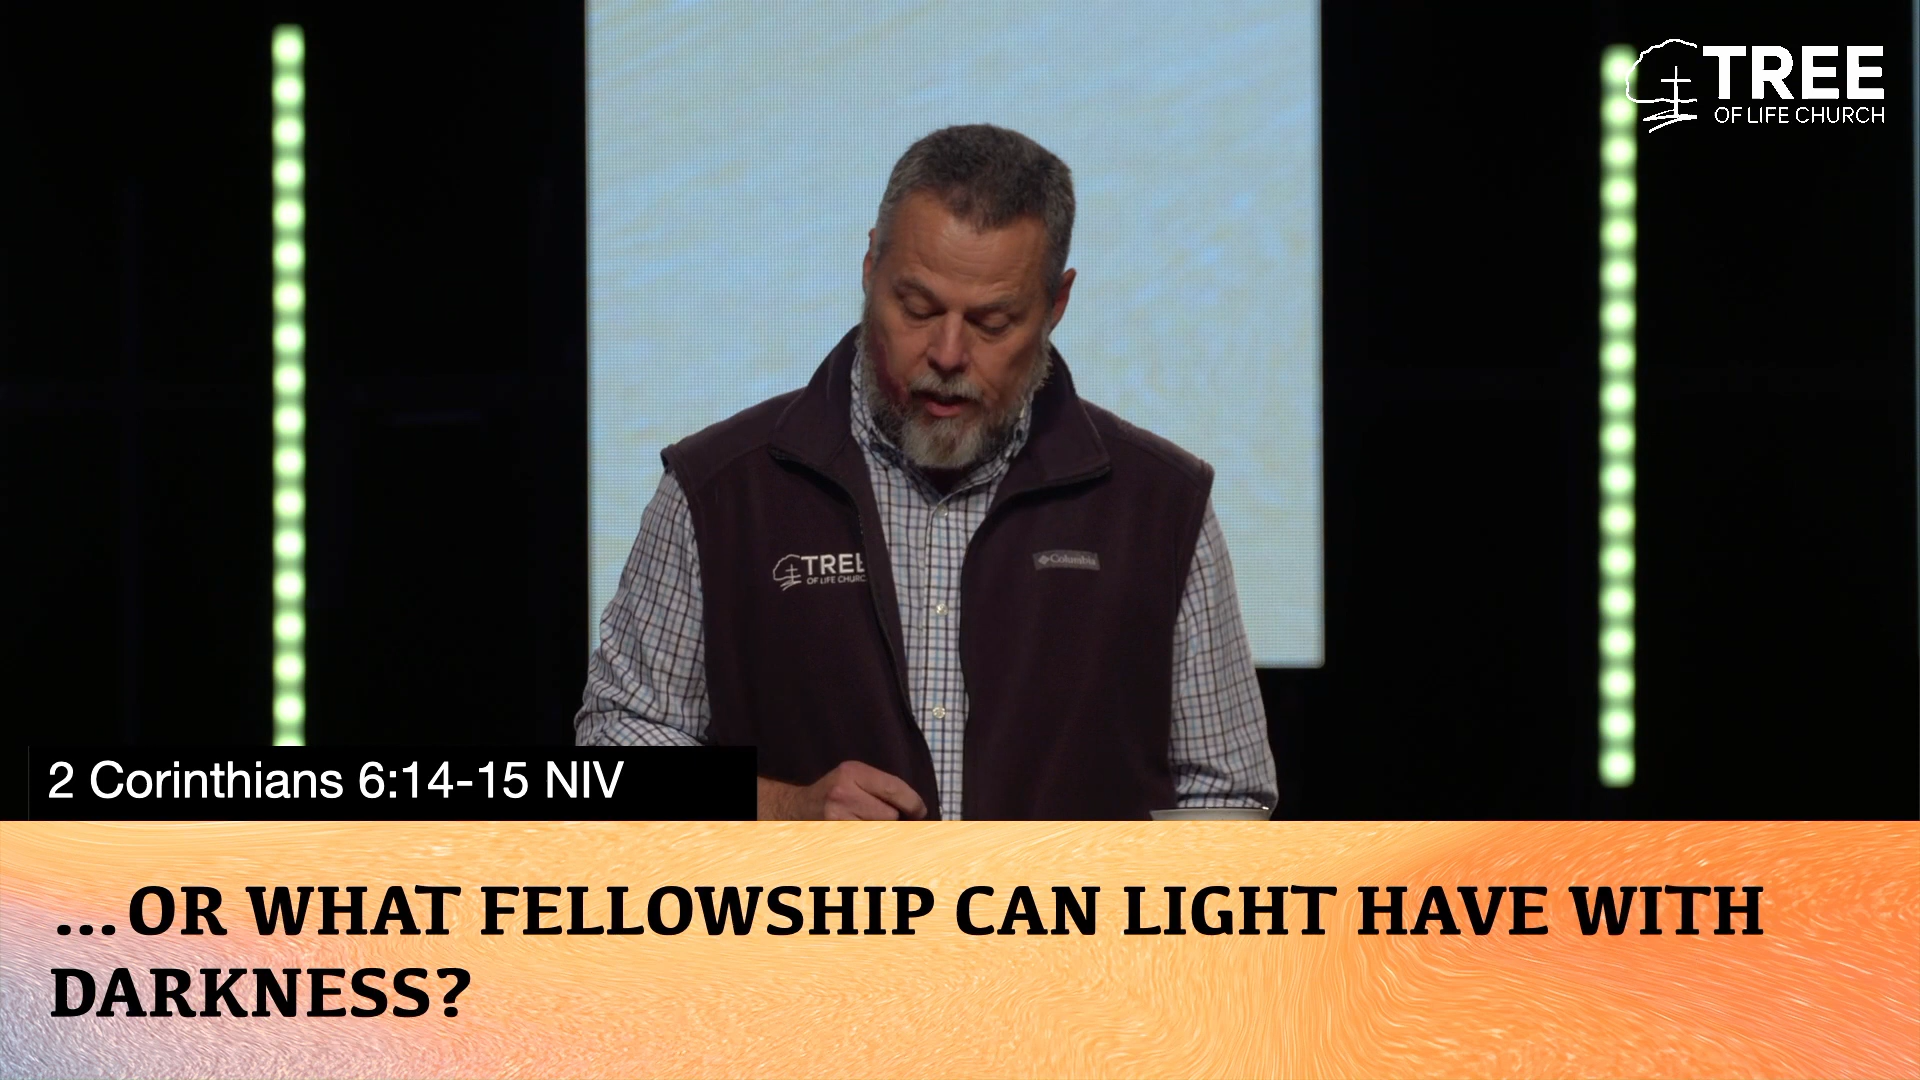 TREE
OF LIFE CHURCH
TREE
OF LIFE CHURC
Columbia
2 Corinthians 6:14-15 NIV
...OR WHAT FELLOWSHIP CAN LIGHT HAVE WITH
DARKNESS?